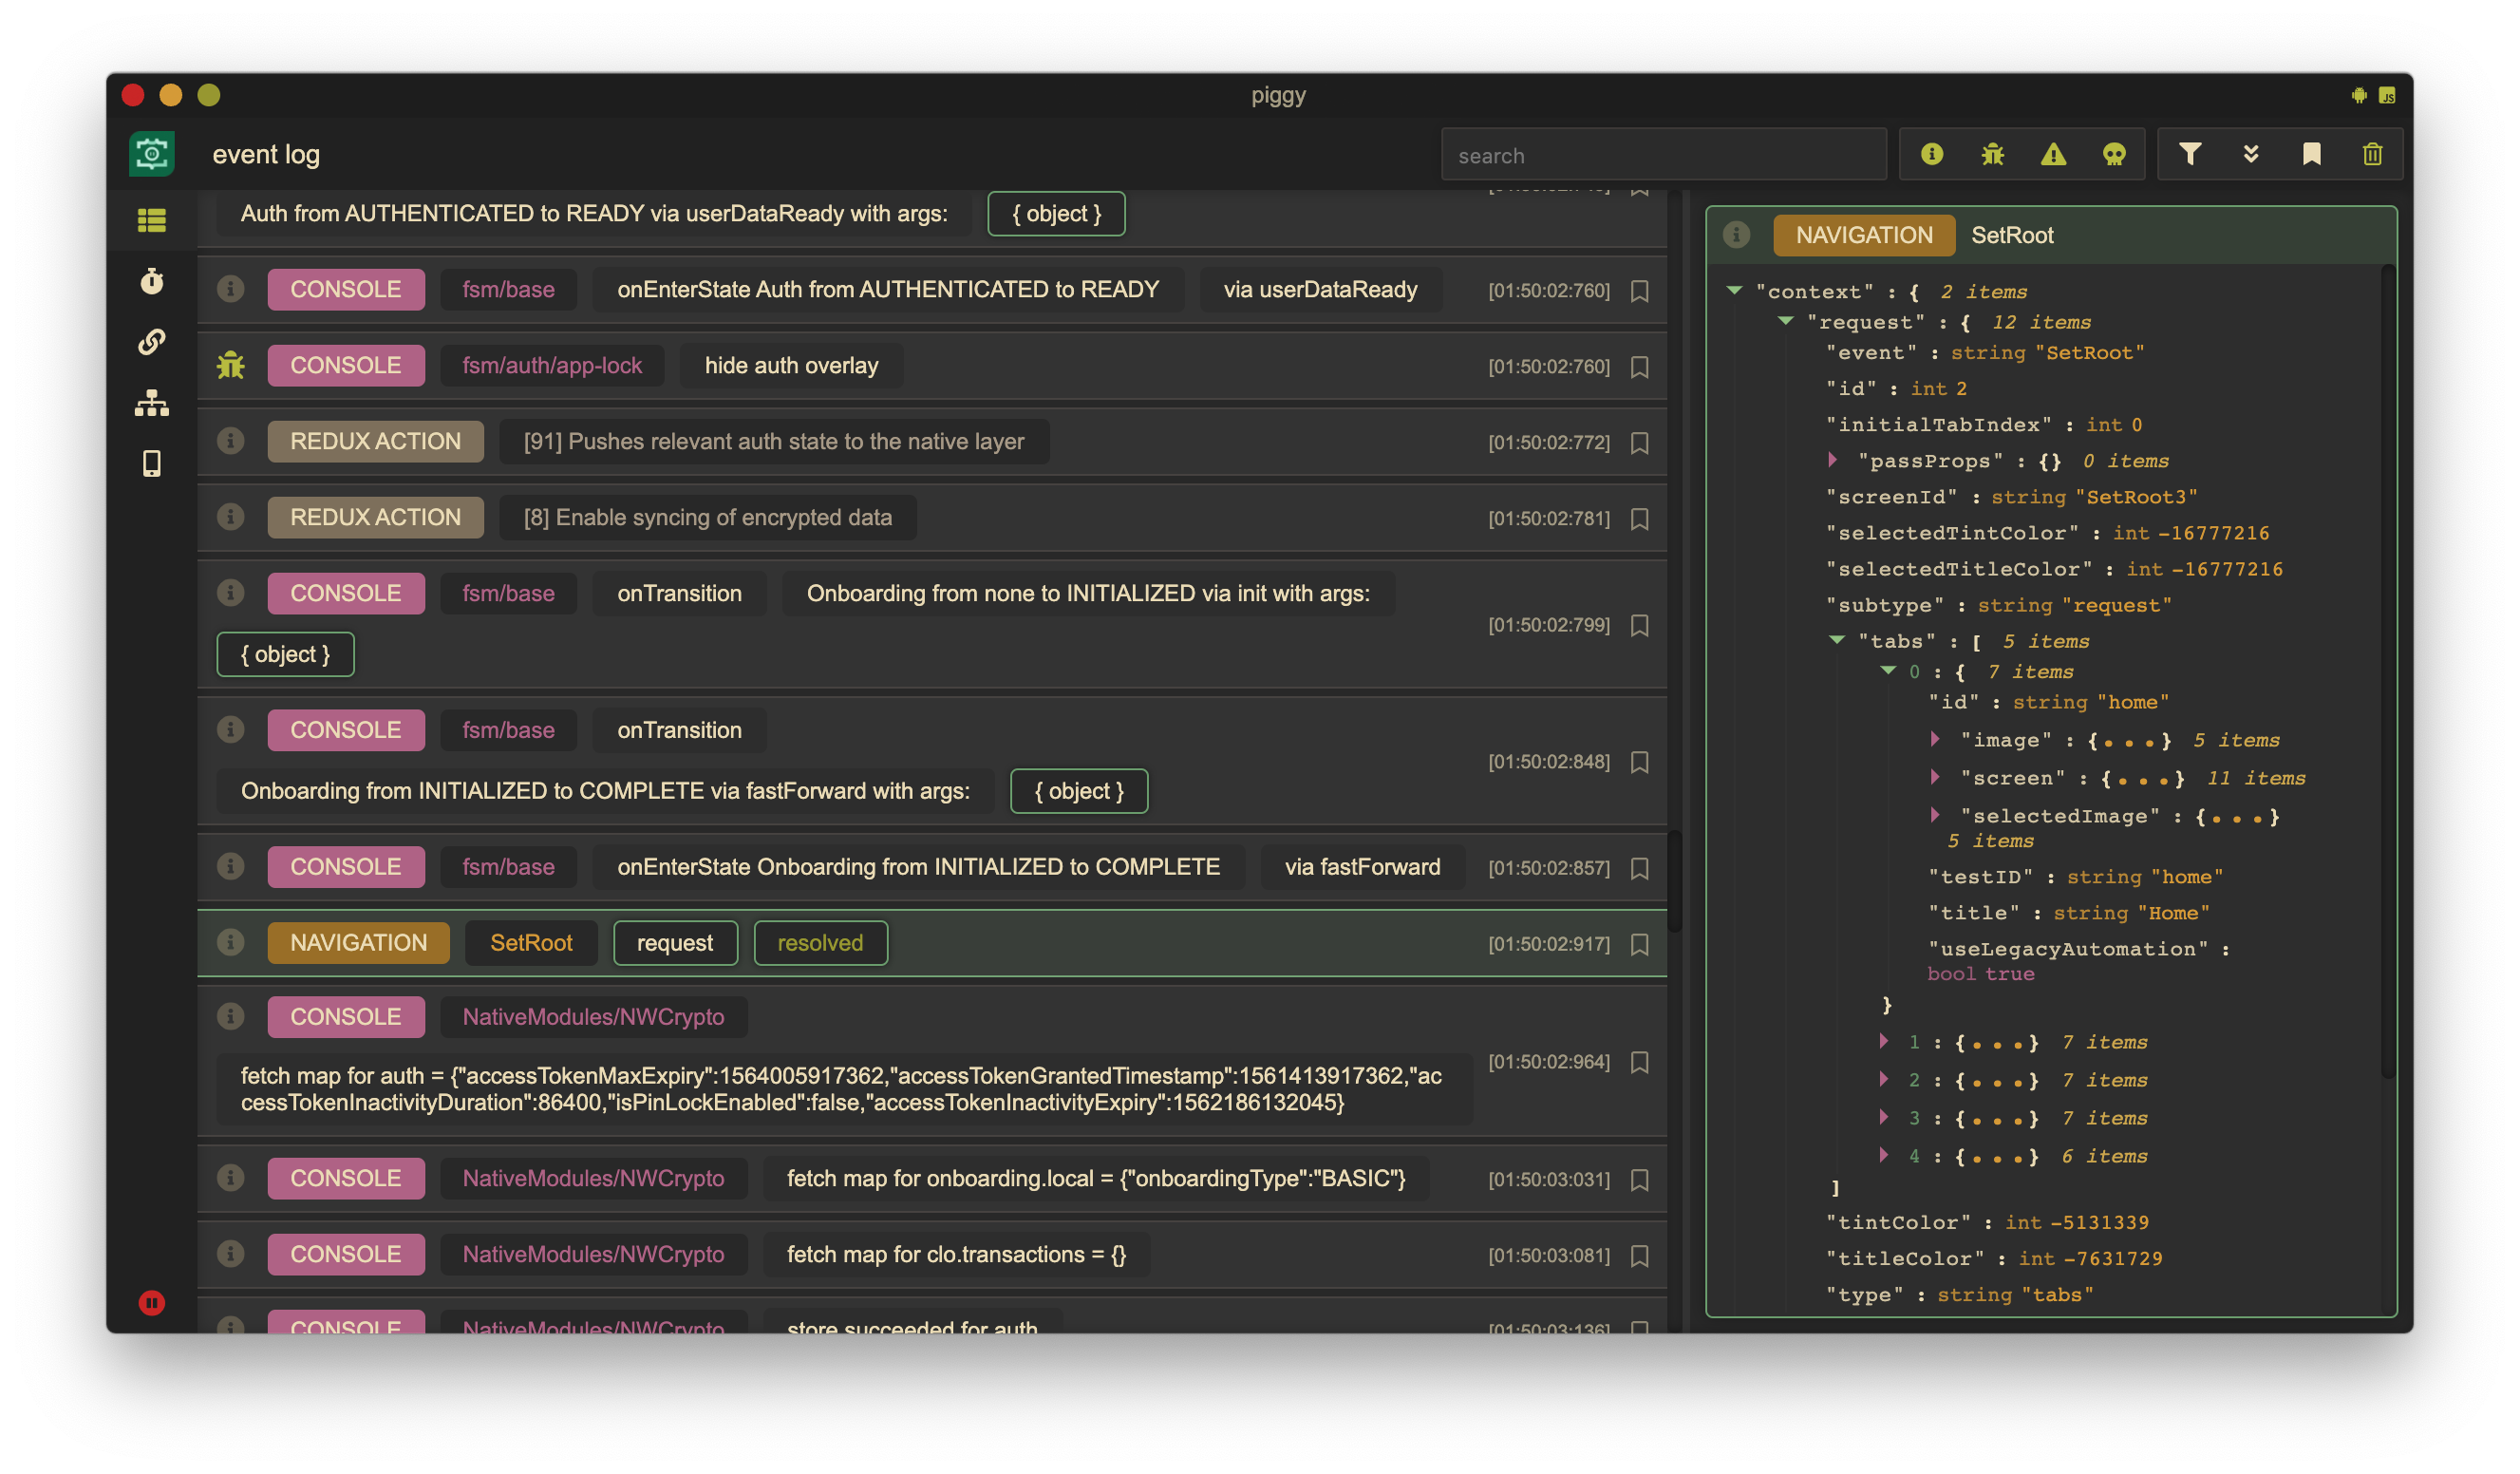 piggy
JS
event log
search
Auth from AUTHENTICATED to READY via userDataReady with args: { object }
CONSOLE fsm/base onEnterState Auth from AUTHENTICATED to READY via userDataReady [01:50:02:760]
CONSOLE fsm/auth/app-lock hide auth overlay [01:50:02:760]
REDUX ACTION [91] Pushes relevant auth state to the native layer [01:50:02:772]
REDUX ACTION [8] Enable syncing of encrypted data [01:50:02:781]
CONSOLE fsm/base onTransition Onboarding from none to INITIALIZED via init with args: [01:50:02:799]
{ object }
CONSOLE fsm/base onTransition [01:50:02:848]
Onboarding from INITIALIZED to COMPLETE via fastForward with args: { object }
CONSOLE fsm/base onEnterState Onboarding from INITIALIZED to COMPLETE via fastForward [01:50:02:857]
NAVIGATION SetRoot request resolved [01:50:02:917]
CONSOLE NativeModules/NWCrypto [01:50:02:964]
fetch map for auth = {"accessTokenMaxExpiry":1564005917362,"accessTokenGrantedTimestamp":1561413917362,"ac
cessTokenInactivityDuration":86400,"isPinLockEnabled":false,"accessTokenInactivityExpiry":1562186132045}
CONSOLE NativeModules/NWCrypto fetch map for onboarding.local = {"onboardingType":"BASIC"} [01:50:03:031]
CONSOLE NativeModules/NWCrypto fetch map for clo.transactions = {} [01:50:03:081]
CONSOLE NativeModules/NWCrypto store succeeded for auth [01:50:03:136]
NAVIGATION SetRoot
"context" : { 2 items
"request" : { 12 items
"event" : string "SetRoot"
"id" : int 2
"initialTabIndex" : int 0
"passProps" : {} 0 items
"screenId" : string "SetRoot3"
"selectedTintColor" : int -16777216
"selectedTitleColor" : int -16777216
"subtype" : string "request"
"tabs" : [ 5 items
0 : { 7 items
"id" : string "home"
"image" : {...} 5 items
"screen" : {...} 11 items
"selectedImage" : {...}
5 items
"testID" : string "home"
"title" : string "Home"
"useLegacyAutomation" :
bool true
}
1 : {...} 7 items
2 : {...} 7 items
3 : {...} 7 items
4 : {...} 6 items
]
"tintColor" : int -5131339
"titleColor" : int -7631729
"type" : string "tabs"